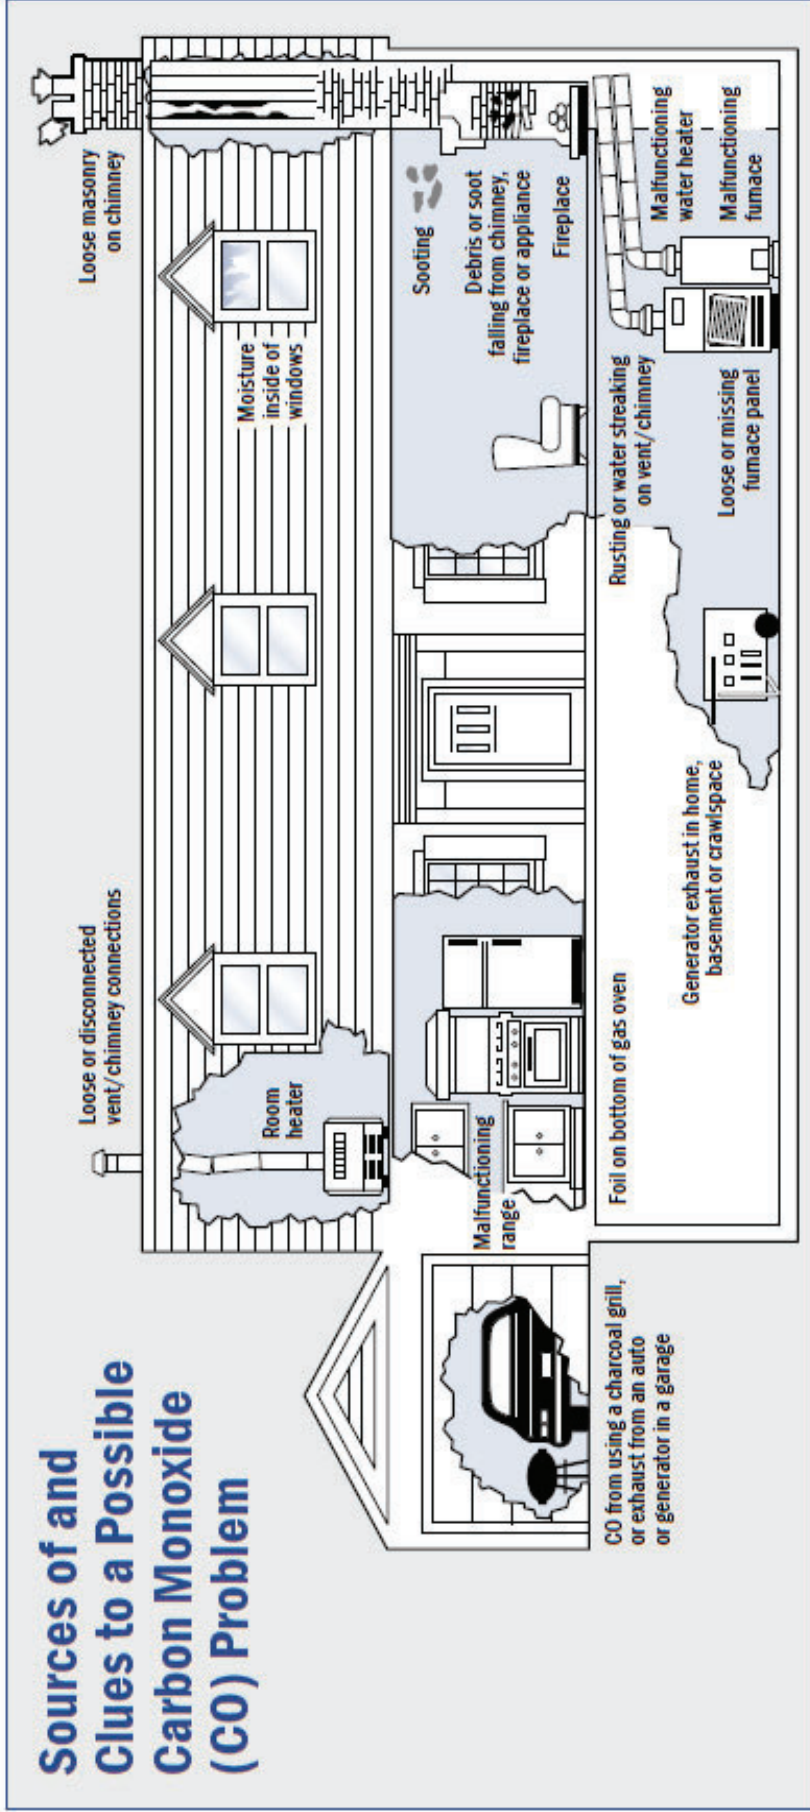 Sources of and
Clues to a Possible
Carbon Monoxide
(CO) Problem
Loose or disconnected
vent/chimney connections
Loose masonry
on chimney
Room
heater
Moisture
inside of
windows
Malfunctioning
range
Sooting
Debris or soot
falling from chimney,
fireplace or appliance
Fireplace
CO from using a charcoal grill,
or exhaust from an auto
or generator in a garage
Foil on bottom of gas oven
Generator exhaust in home,
basement or crawlspace
Rusting or water streaking
on vent/chimney
Loose or missing
furnace panel
Malfunctioning
water heater
Malfunctioning
furnace